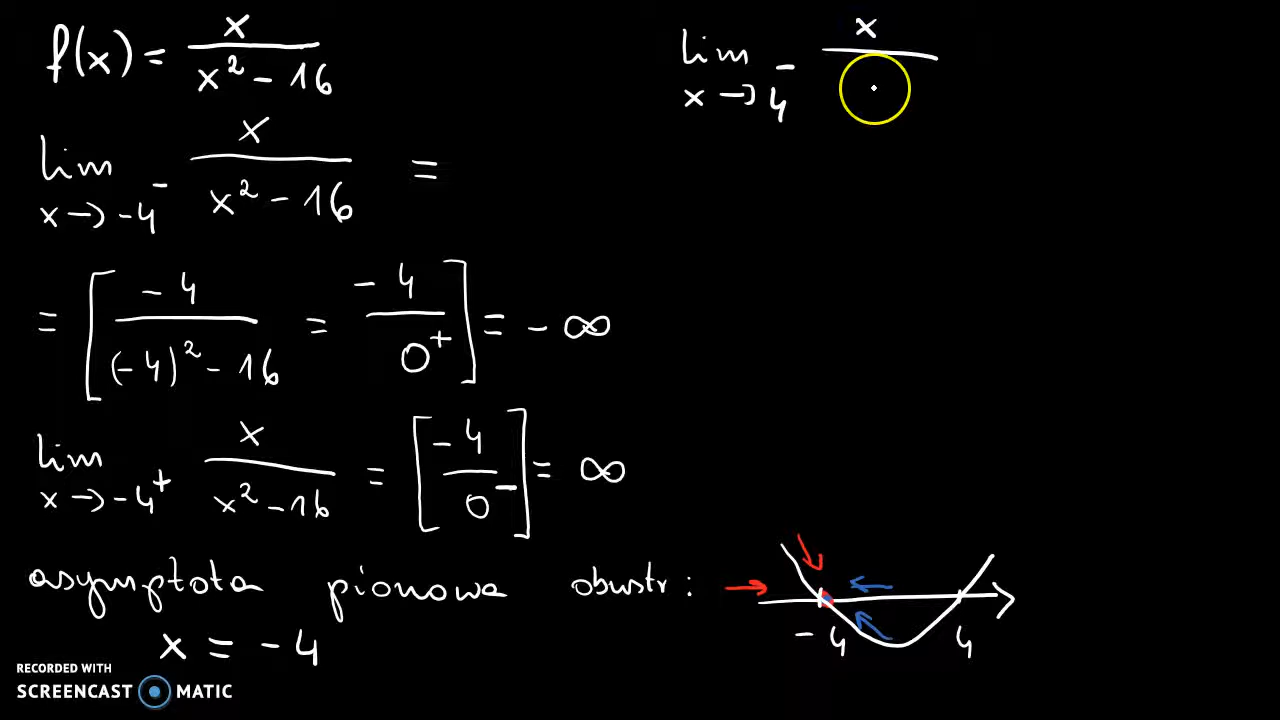 f(x) = x / (x² - 16)
lim x → -4⁻ x / (x² - 16) =
= [ -4 / ((-4)² - 16) = -4 / 0⁺ ] = - ∞
lim x → -4⁺ x / (x² - 16) = [ -4 / 0⁻ ] = ∞
asymptota pionowa obustr:
x = -4
lim x → 4⁻ x
-4 4
RECORDED WITH
SCREENCAST MATIC